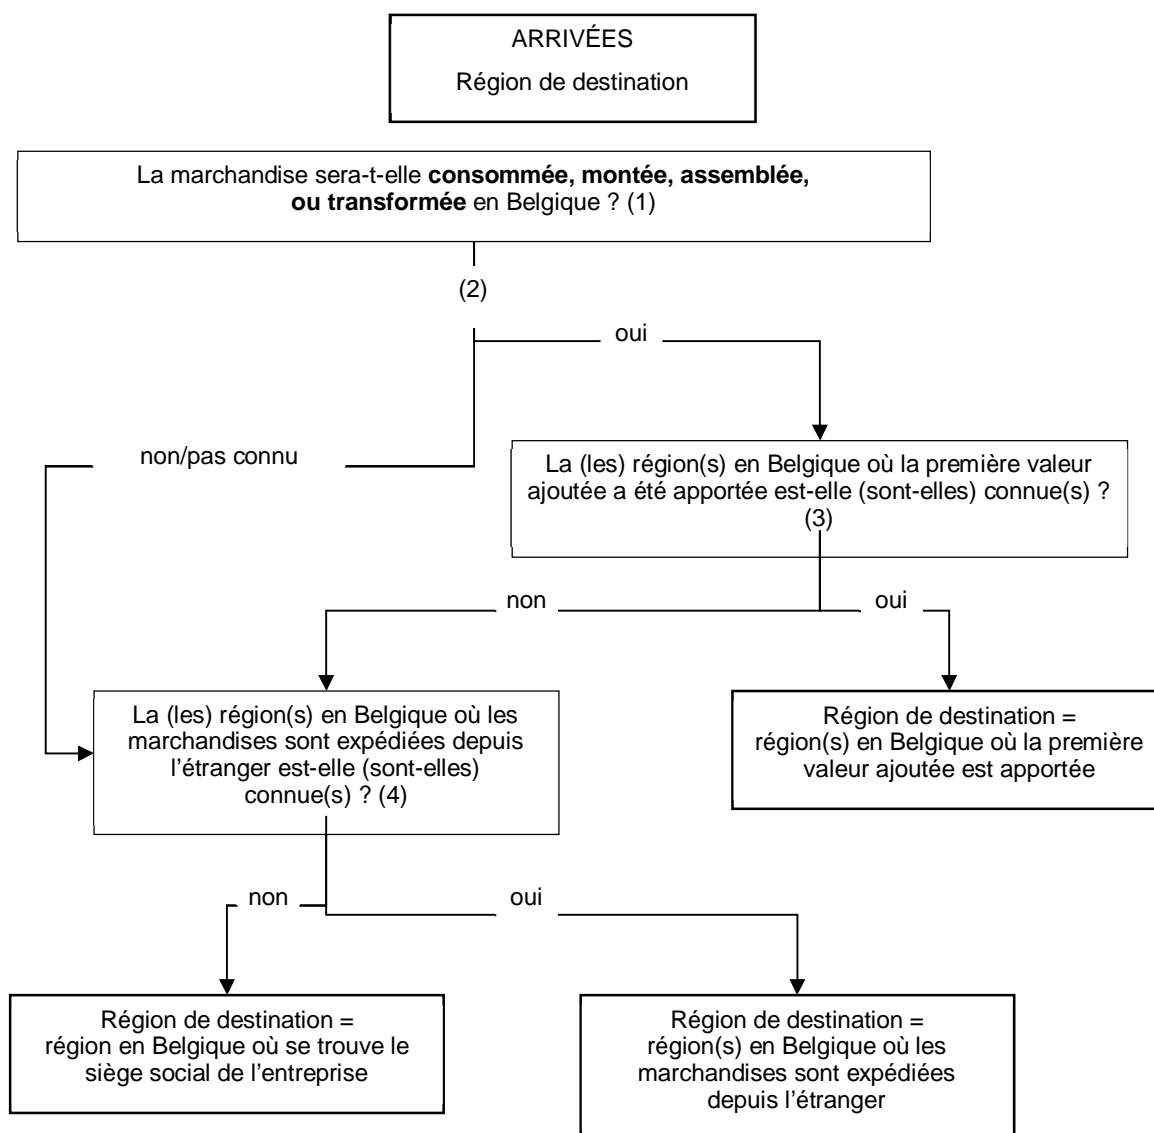 ARRIVÉES
Région de destination
La marchandise sera-t-elle consommée, montée, assemblée,
ou transformée en Belgique ? (1)
(2)
oui
non/pas connu
La (les) région(s) en Belgique où la première valeur
ajoutée a été apportée est-elle (sont-elles) connue(s) ?
(3)
non
oui
La (les) région(s) en Belgique où les
marchandises sont expédiées depuis
l’étranger est-elle (sont-elles)
connue(s) ? (4)
Région de destination =
région(s) en Belgique où la première
valeur ajoutée est apportée
non
oui
Région de destination =
région en Belgique où se trouve le
siège social de l’entreprise
Région de destination =
région(s) en Belgique où les
marchandises sont expédiées
depuis l’étranger